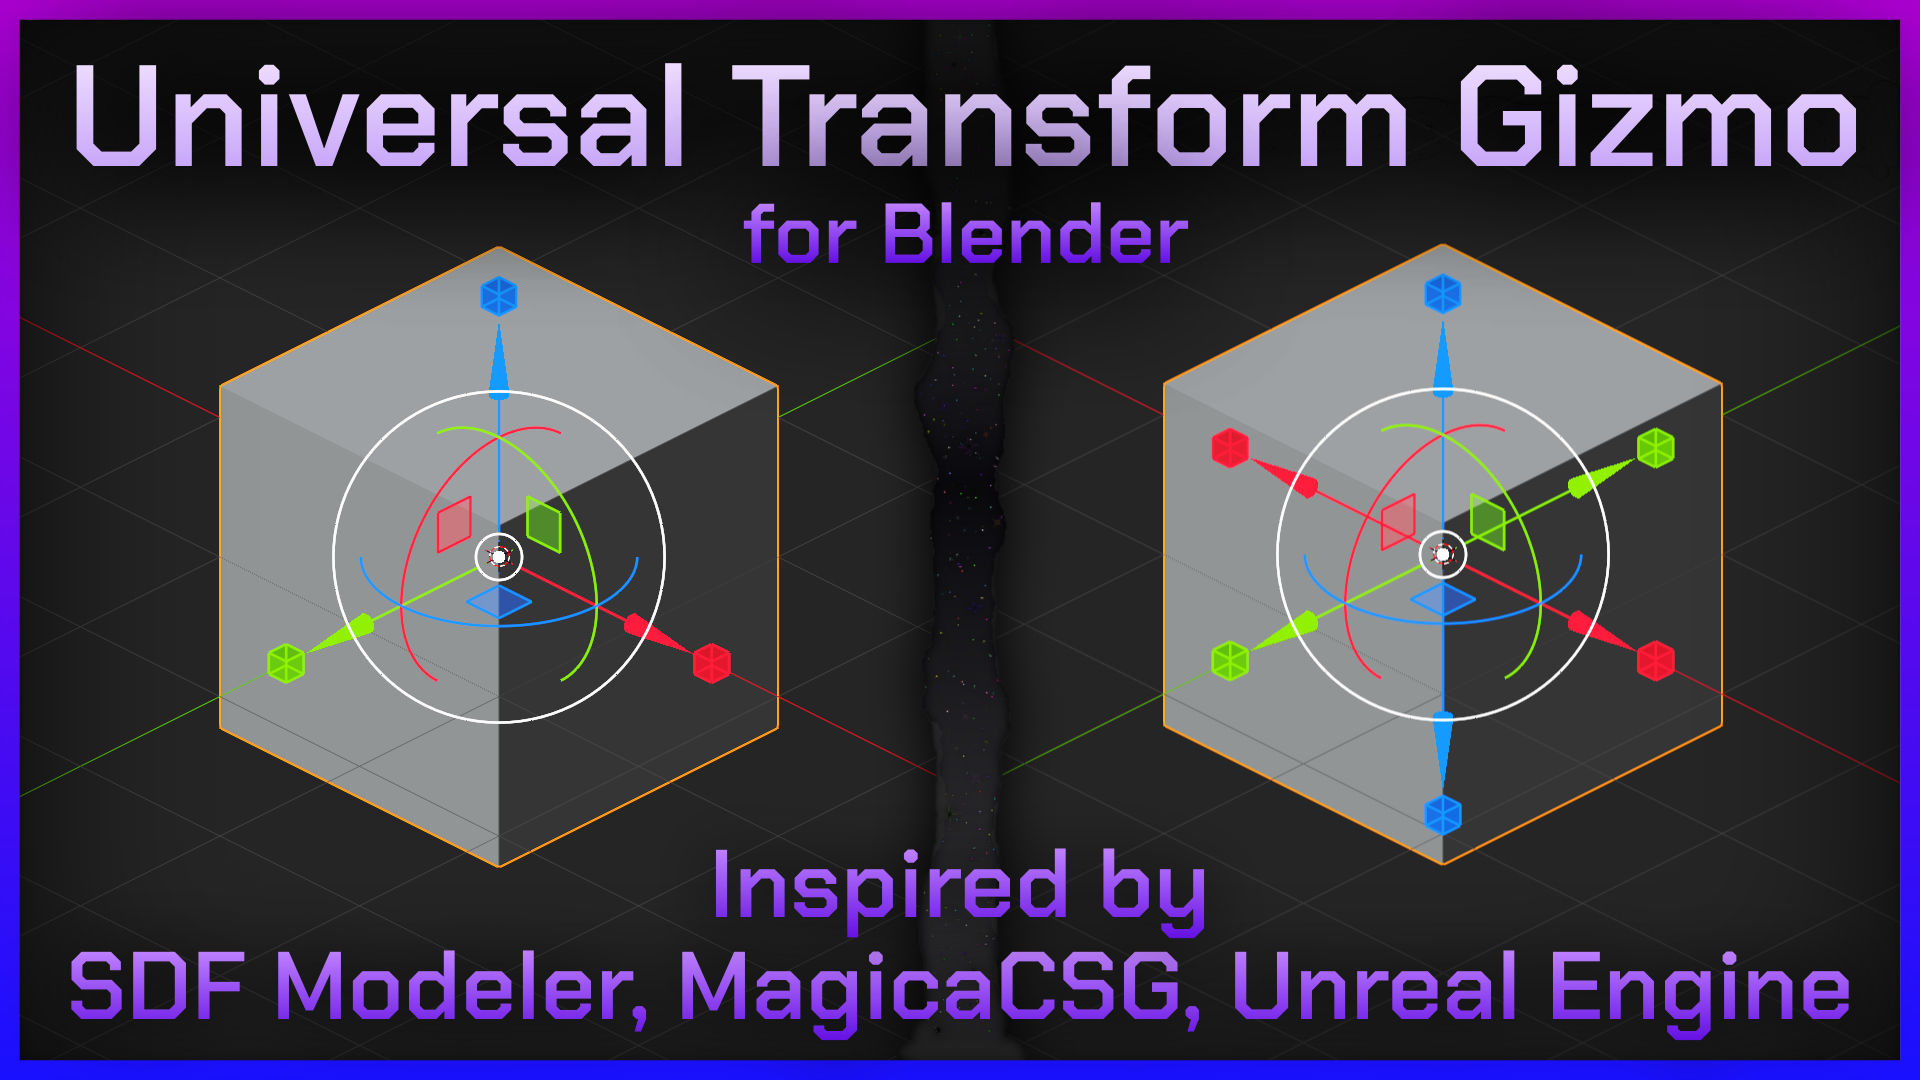 Universal Transform Gizmo
for Blender
Inspired by
SDF Modeler, MagicaCSG, Unreal Engine